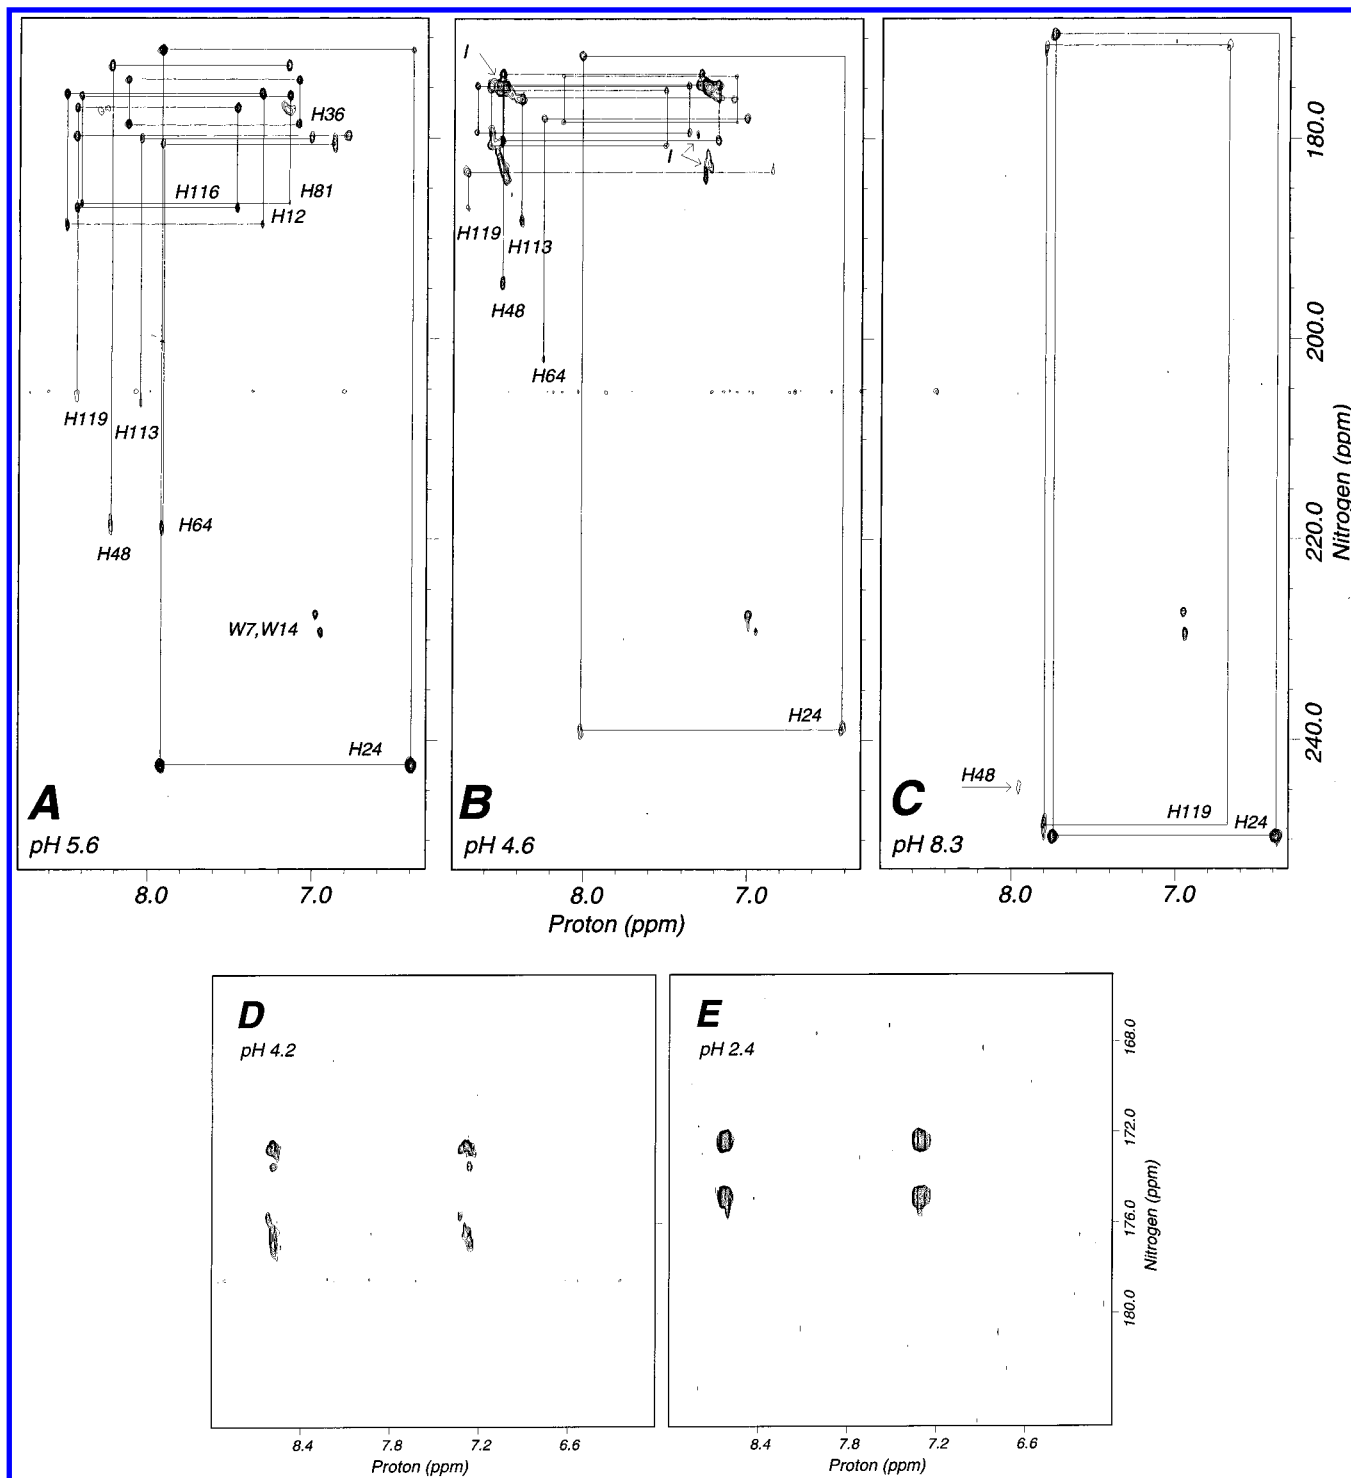 H36
H116
H81
H12
H119
H113
H48
H64
W7,W14
H24
A
pH 5.6
8.0
7.0
I
I
H119
H113
H48
H64
H24
B
pH 4.6
8.0
7.0
H48
H119
H24
C
pH 8.3
8.0
7.0
180.0
200.0
220.0
240.0
Nitrogen (ppm)
Proton (ppm)
D
pH 4.2
8.4
7.8
7.2
6.6
Proton (ppm)
E
pH 2.4
168.0
172.0
176.0
180.0
Nitrogen (ppm)
8.4
7.8
7.2
6.6
Proton (ppm)